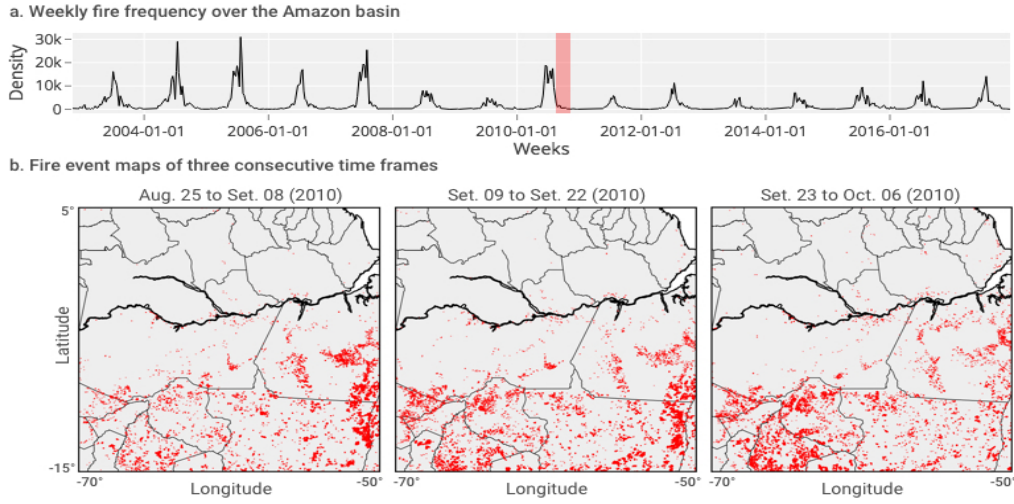 a. Weekly fire frequency over the Amazon basin
Density
30k
20k
10k
0
2004-01-01 2006-01-01 2008-01-01 2010-01-01 2012-01-01 2014-01-01 2016-01-01
Weeks
b. Fire event maps of three consecutive time frames
Aug. 25 to Set. 08 (2010) Set. 09 to Set. 22 (2010) Set. 23 to Oct. 06 (2010)
5°
Latitude
-15°
-70° -50° -70° -50° -70° -50°
Longitude Longitude Longitude